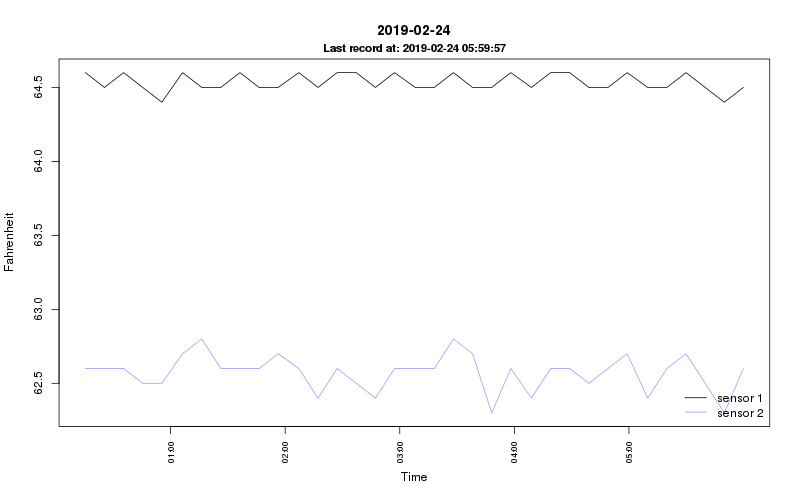 2019-02-24
Last record at: 2019-02-24 05:59:57
Fahrenheit
64.5
64.0
63.5
63.0
62.5
sensor 1
sensor 2
01:00 02:00 03:00 04:00 05:00
Time